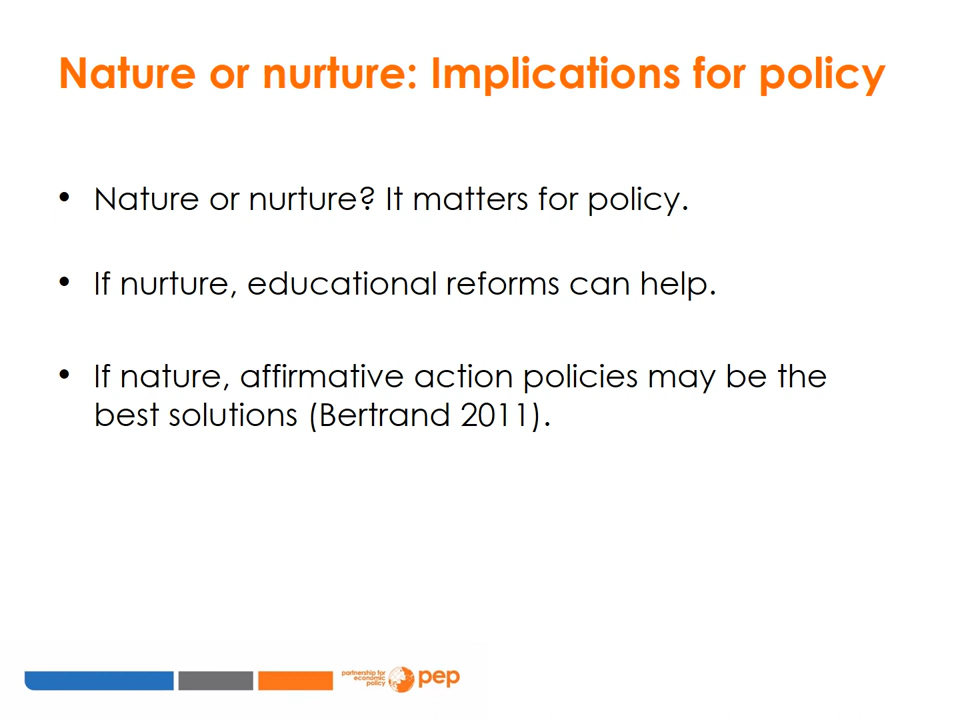 Nature or nurture: Implications for policy
• Nature or nurture? It matters for policy.
• If nurture, educational reforms can help.
• If nature, affirmative action policies may be the
best solutions (Bertrand 2011).
partnership for
economic
policy
pep